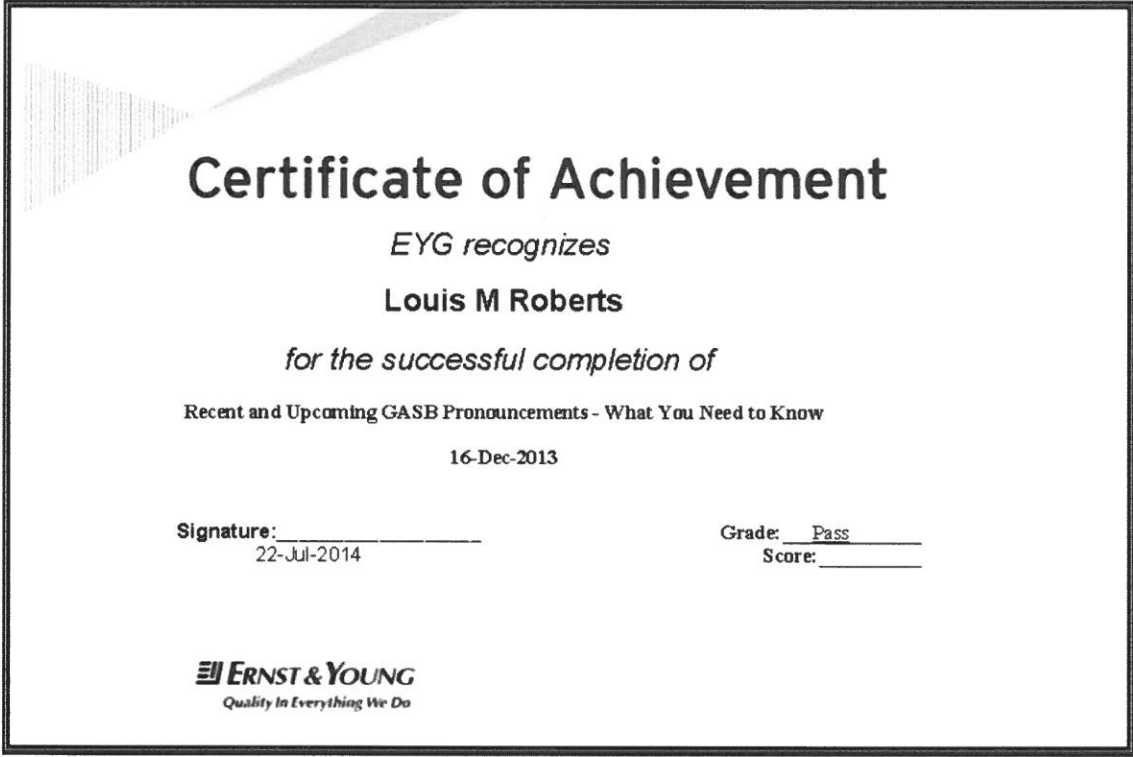 Certificate of Achievement
EYG recognizes
Louis M Roberts
for the successful completion of
Recent and Upcoming GASB Pronouncements - What You Need to Know
16-Dec-2013
Signature:
22-Jul-2014
Grade: Pass
Score:
ERNST & YOUNG
Quality In Everything We Do